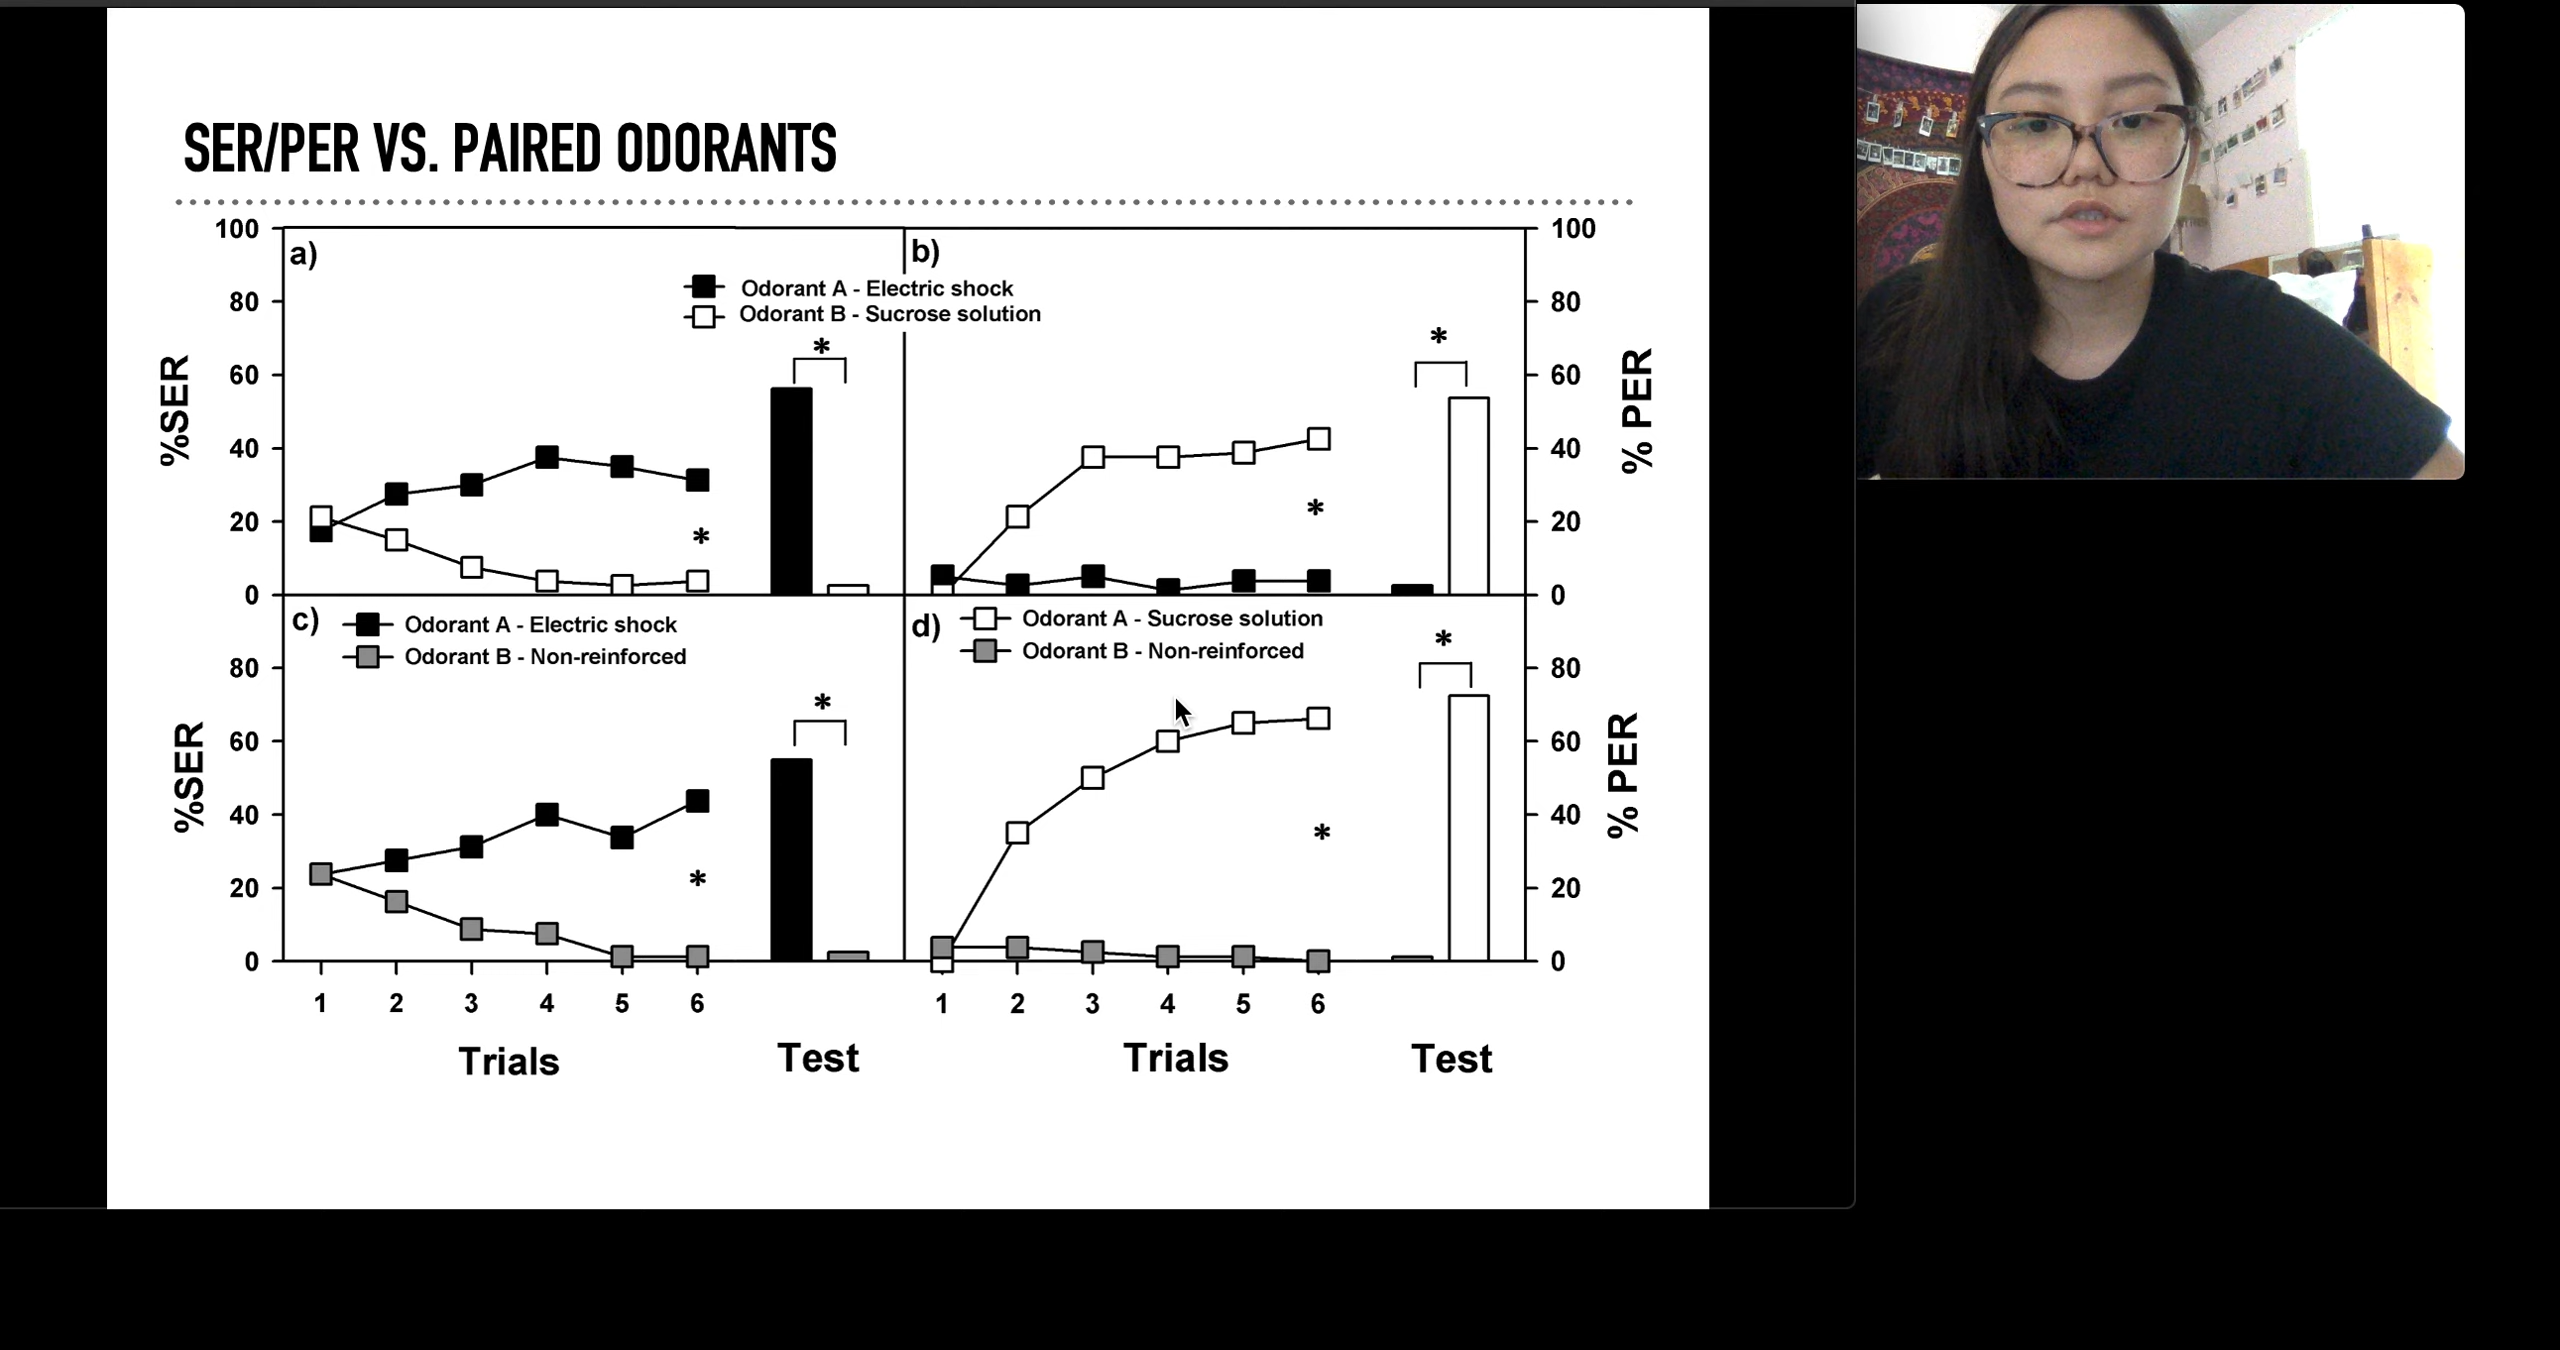 SER/PER VS. PAIRED ODORANTS
100
80
60
40
20
0
%SER
a)
Odorant A - Electric shock
Odorant B - Sucrose solution
*
*
b)
*
*
100
80
60
40
20
0
% PER
80
60
40
20
0
%SER
c)
Odorant A - Electric shock
Odorant B - Non-reinforced
*
*
d)
Odorant A - Sucrose solution
Odorant B - Non-reinforced
*
*
80
60
40
20
0
% PER
1 2 3 4 5 6
1 2 3 4 5 6
Trials
Test
Trials
Test